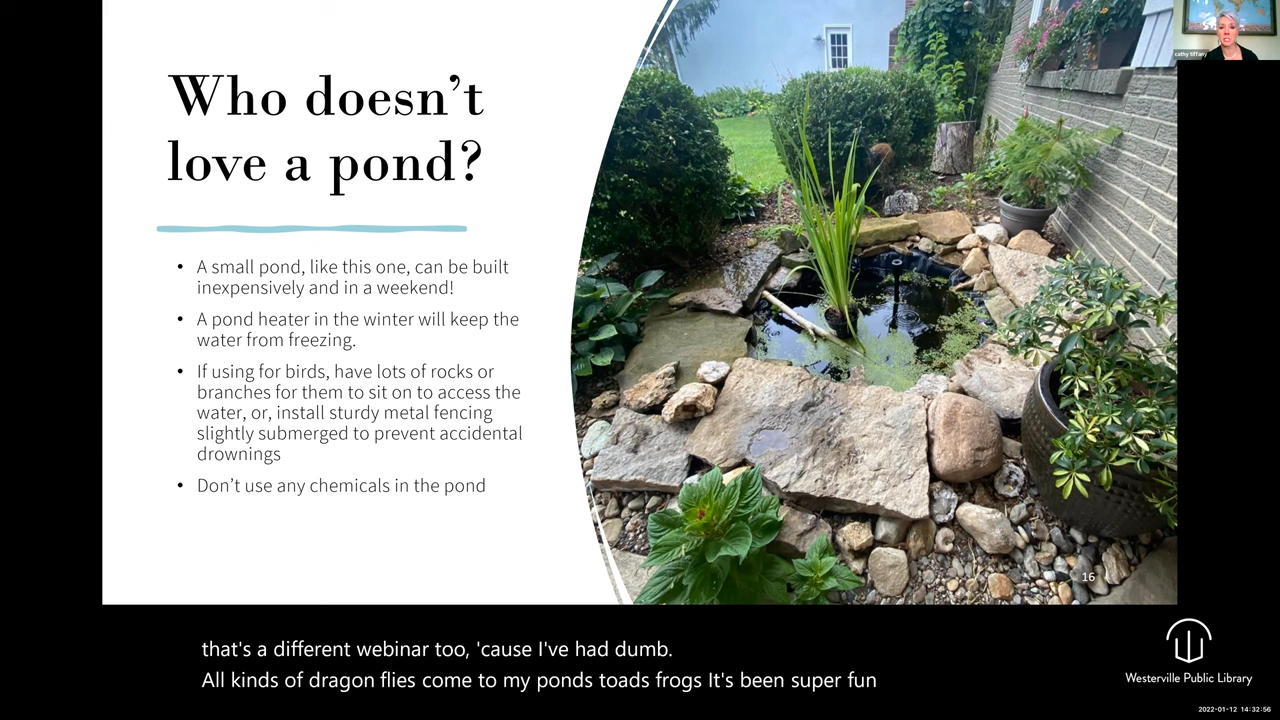 Who doesn't
love a pond?
• A small pond, like this one, can be built
inexpensively and in a weekend!
• A pond heater in the winter will keep the
water from freezing.
• If using for birds, have lots of rocks or
branches for them to sit on to access the
water, or, install sturdy metal fencing
slightly submerged to prevent accidental
drownings
• Don't use any chemicals in the pond
16
cathy tiffany
that's a different webinar too, 'cause I've had dumb.
All kinds of dragon flies come to my ponds toads frogs It's been super fun
Westerville Public Library
2022-01-12 14:32:56